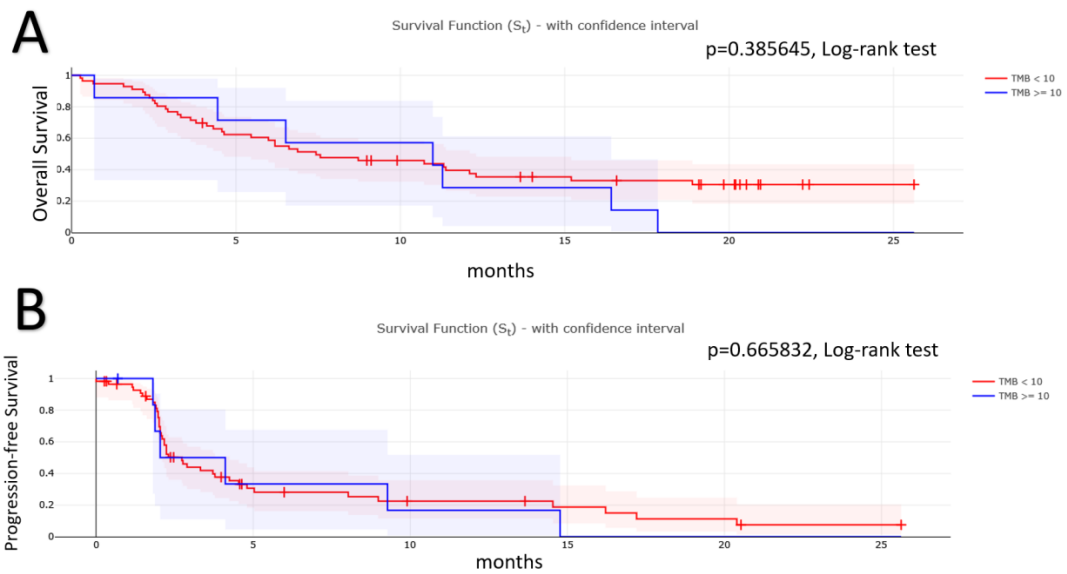 A
Survival Function (St) - with confidence interval
p=0.385645, Log-rank test
TMB < 10
TMB >= 10
Overall Survival
1
0.8
0.6
0.4
0.2
0
0 5 10 15 20 25
months
B
Survival Function (St) - with confidence interval
p=0.665832, Log-rank test
TMB < 10
TMB >= 10
Progression-free Survival
1
0.8
0.6
0.4
0.2
0
0 5 10 15 20 25
months